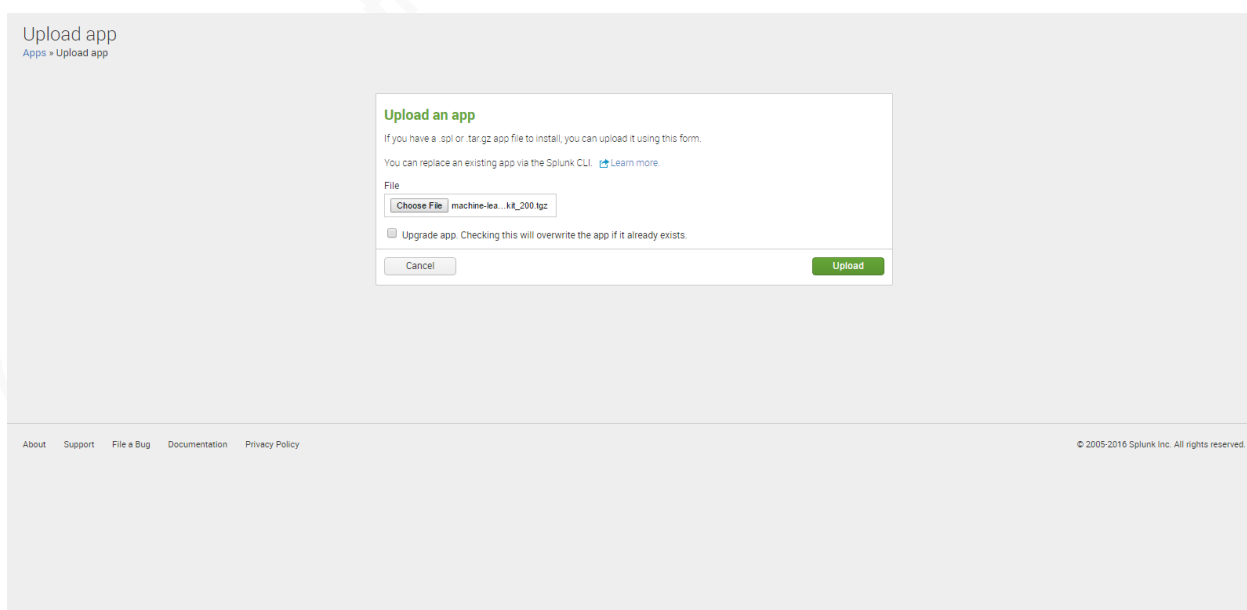 Upload app
Apps » Upload app
Upload an app
If you have a .spl or .tar.gz app file to install, you can upload it using this form.
You can replace an existing app via the Splunk CLI. Learn more.
File
Choose File machine-lea...kit_200.tgz
Upgrade app. Checking this will overwrite the app if it already exists.
Cancel Upload
About Support File a Bug Documentation Privacy Policy © 2005-2016 Splunk Inc. All rights reserved.